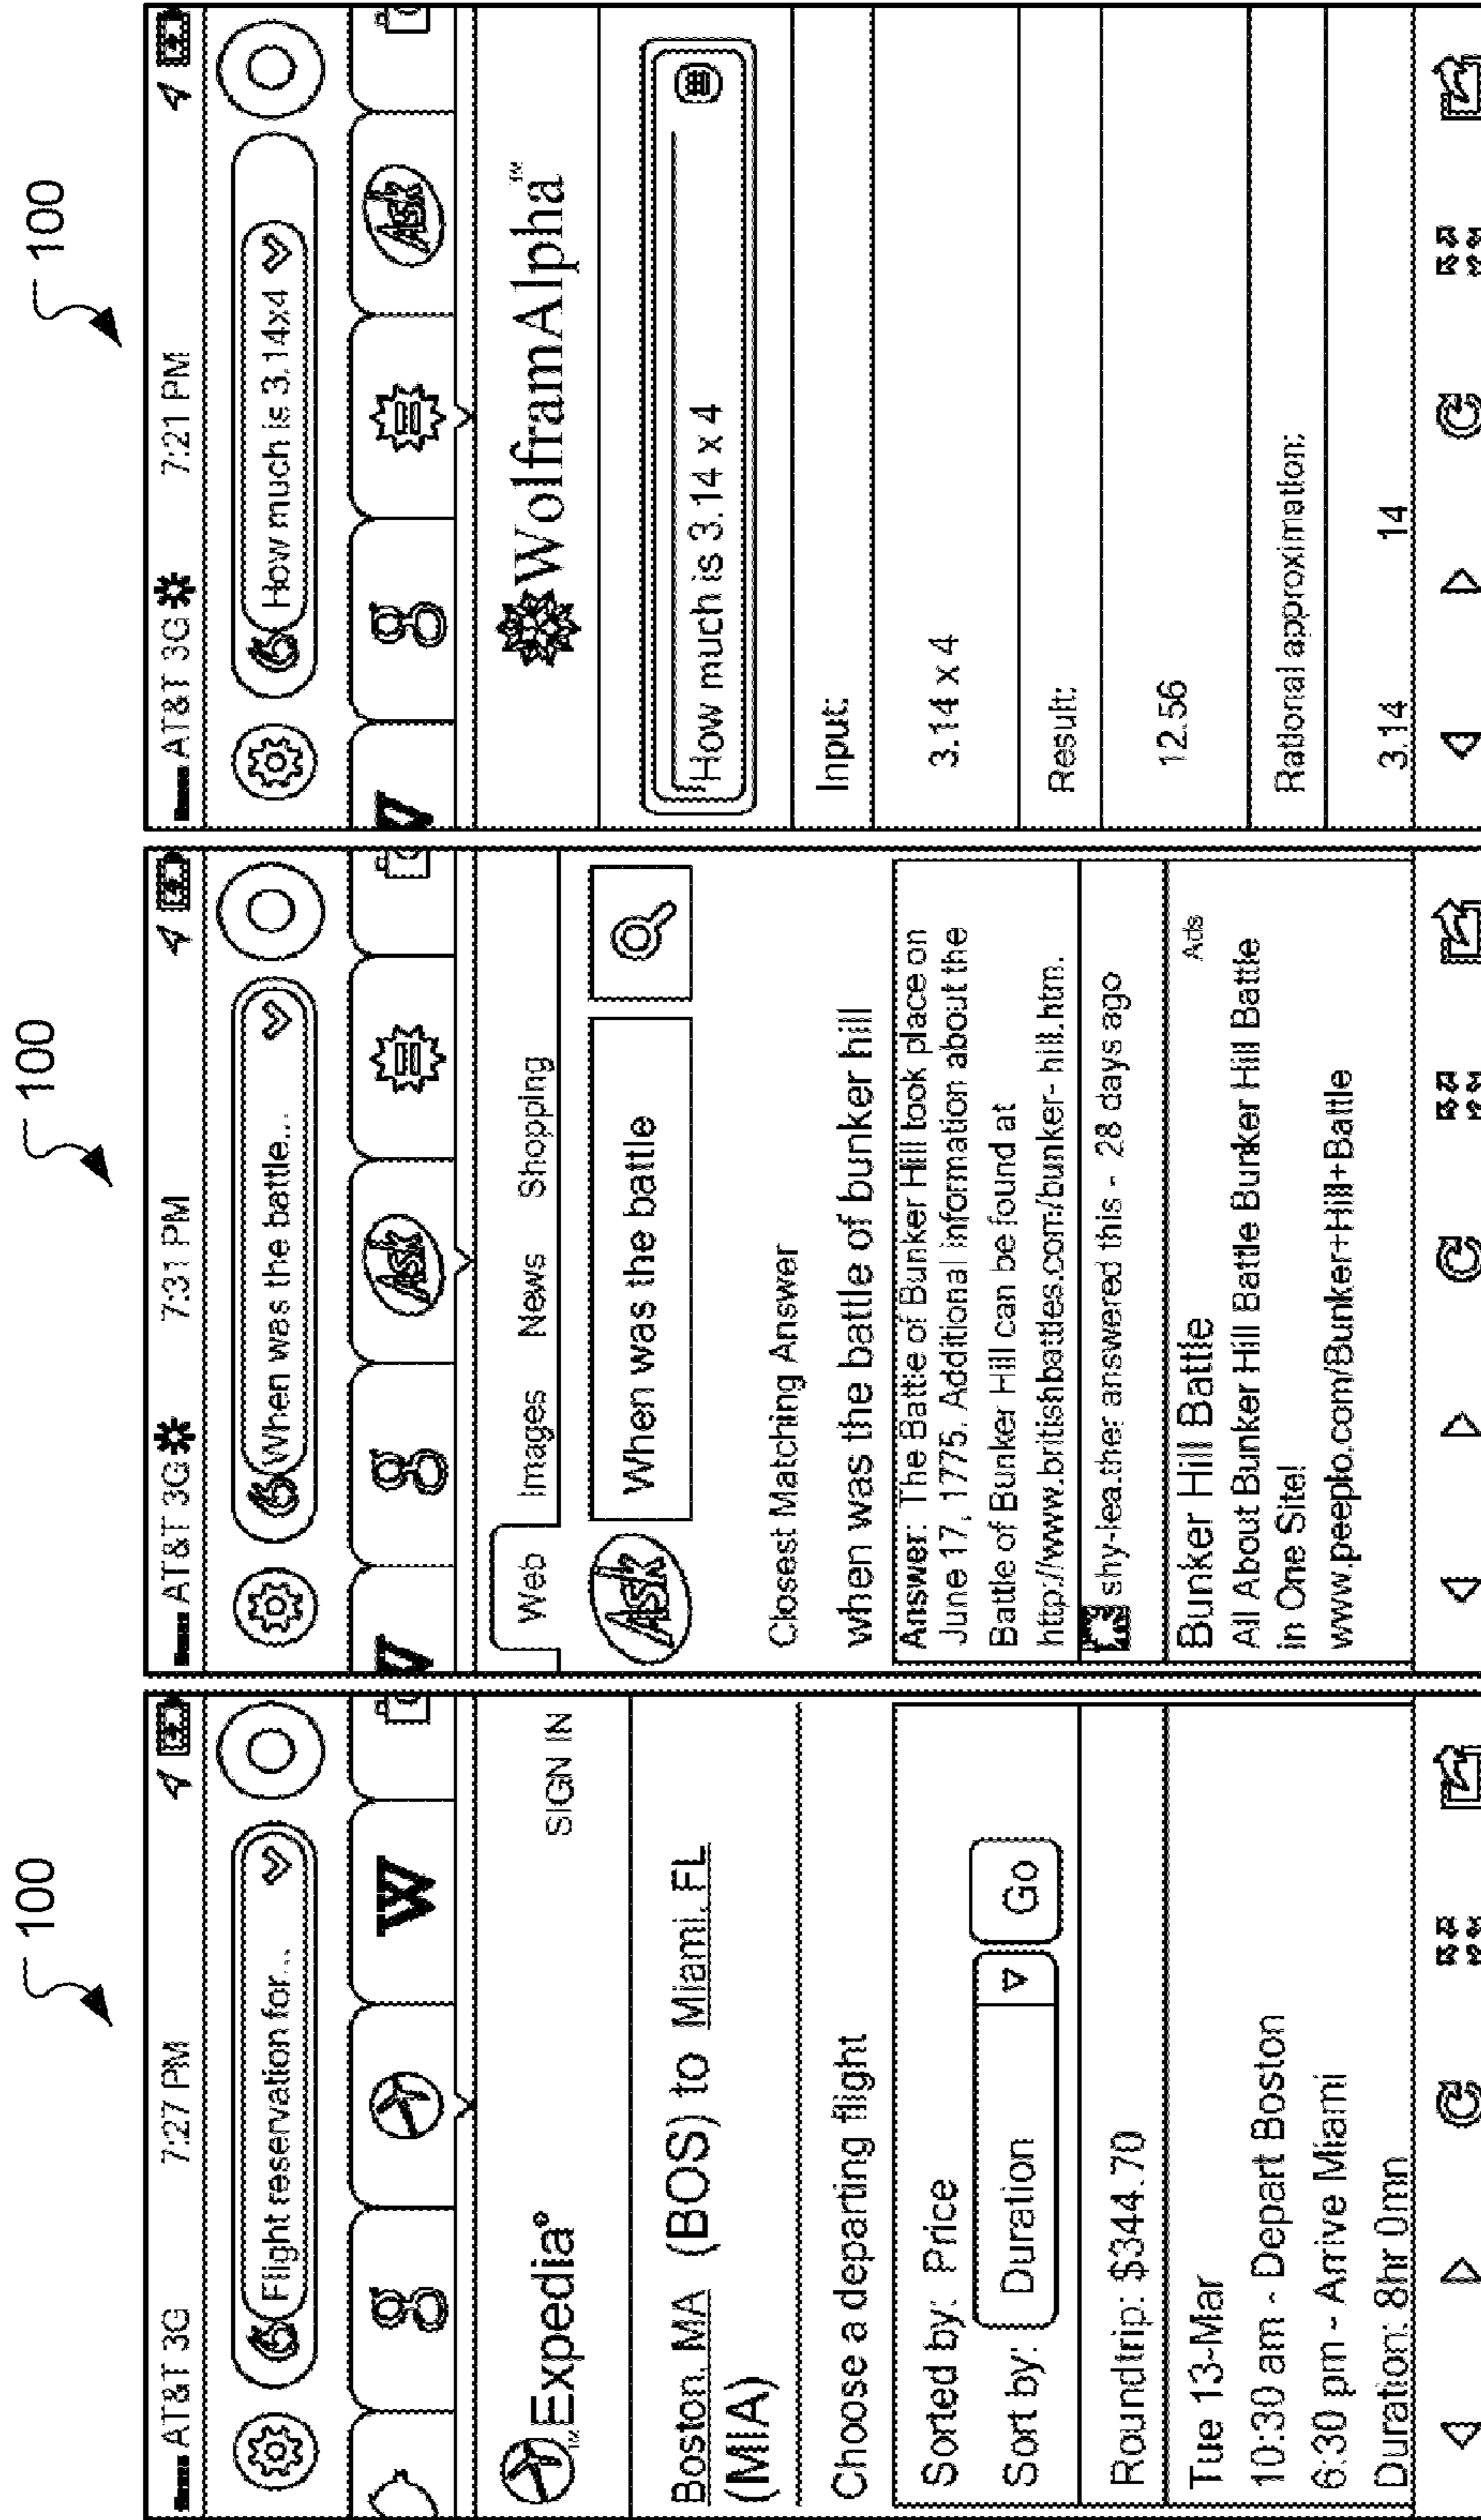 100
AT&T 3G 7:27 PM
Flight reservation for...
g W
Expedia
SIGN IN
Boston, MA (BOS) to Miami, FL
(MIA)
Choose a departing flight
Sorted by: Price
Sort by: Duration Go
Roundtrip: $344.70
Tue 13-Mar
10:30 am - Depart Boston
6:30 pm - Arrive Miami
Duration: 8hr 0mn
100
AT&T 3G 7:31 PM
When was the battle...
W g Ask
Web Images News Shopping
Ask When was the battle
Closest Matching Answer
when was the battle of bunker hill
Answer: The Battle of Bunker Hill took place on
June 17, 1775. Additional information about the
Battle of Bunker Hill can be found at
http://www.britishbattles.com/bunker- hill.htm.
shy-lea.ther answered this - 28 days ago
Bunker Hill Battle Ads
All About Bunker Hill Battle Bunker Hill Battle
in One Site!
www.peeplo.com/Bunker+Hill+Battle
100
AT&T 3G 7:21 PM
How much is 3.14x4
W g = Ask
WolframAlpha™
How much is 3.14 x 4
Input:
3.14 x 4
Result:
12.56
Rational approximation:
3.14 14